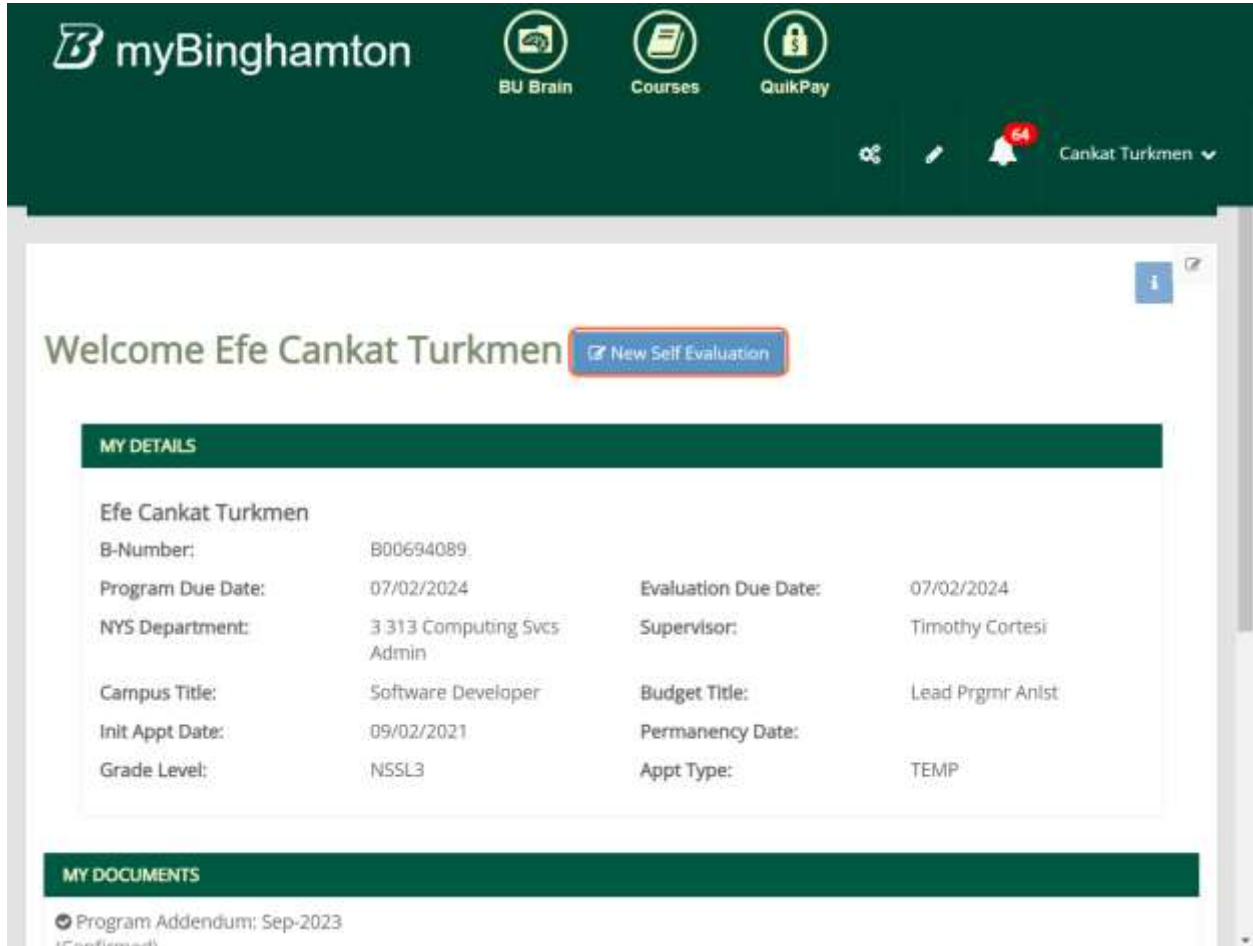 B myBinghamton
BU Brain
Courses
QuikPay
64
Cankat Turkmen
i
Welcome Efe Cankat Turkmen
New Self Evaluation
MY DETAILS
Efe Cankat Turkmen
B-Number: B00694089
Program Due Date: 07/02/2024 Evaluation Due Date: 07/02/2024
NYS Department: 3 313 Computing Svcs Supervisor: Timothy Cortesi
Admin
Campus Title: Software Developer Budget Title: Lead Prgmr Anlst
Init Appt Date: 09/02/2021 Permanency Date:
Grade Level: NSSL3 Appt Type: TEMP
MY DOCUMENTS
Program Addendum: Sep-2023
(Confirmed)